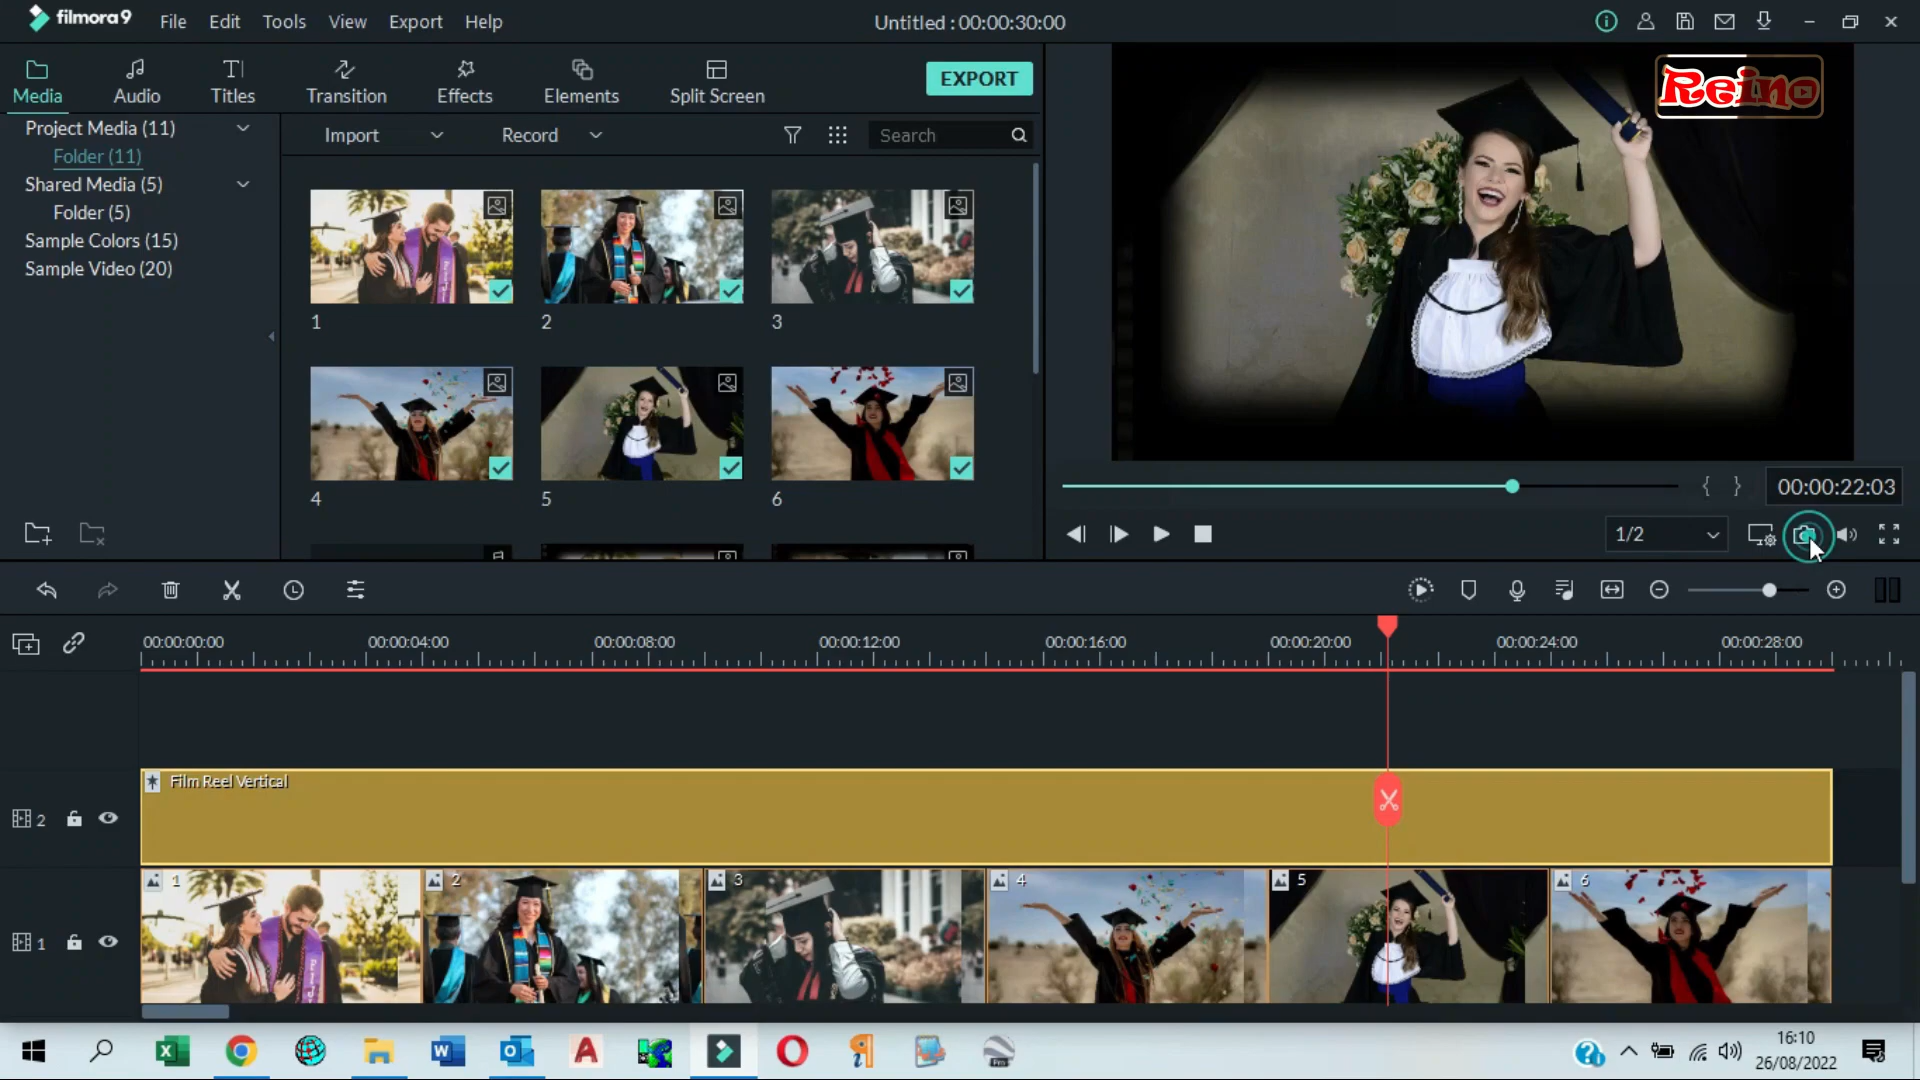 filmora9 File Edit Tools View Export Help
Untitled : 00:00:30:00
Media Audio Titles Transition Effects Elements Split Screen
EXPORT
Reino
Project Media (11)
Folder (11)
Shared Media (5)
Folder (5)
Sample Colors (15)
Sample Video (20)
Import Record Search
1 2 3
4 5 6
00:00:22:03
1/2
00:00:00:00 00:00:04:00 00:00:08:00 00:00:12:00 00:00:16:00 00:00:20:00 00:00:24:00 00:00:28:00
Film Reel Vertical
2
1 2 3 4 5 6
1
16:10
26/08/2022